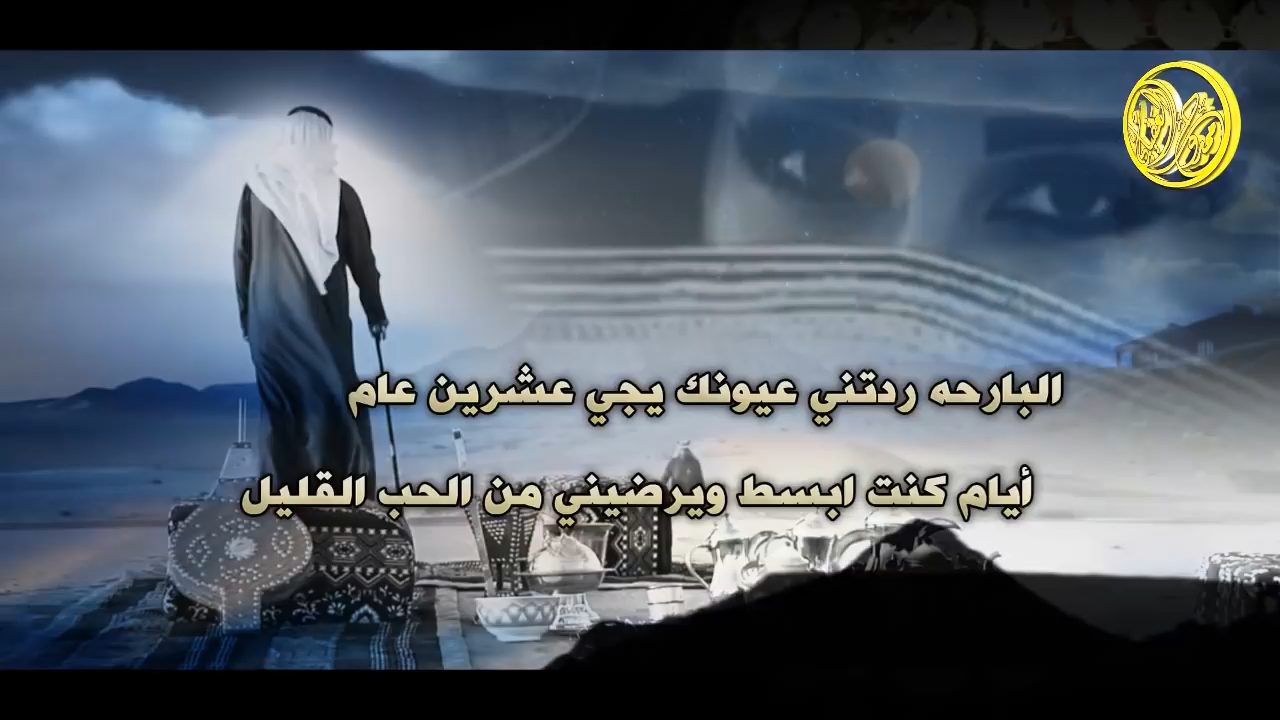 البارحه ردتني عيونك يجي عشرين عام
أيام كنت ابسط ويرضيني من الحب القليل